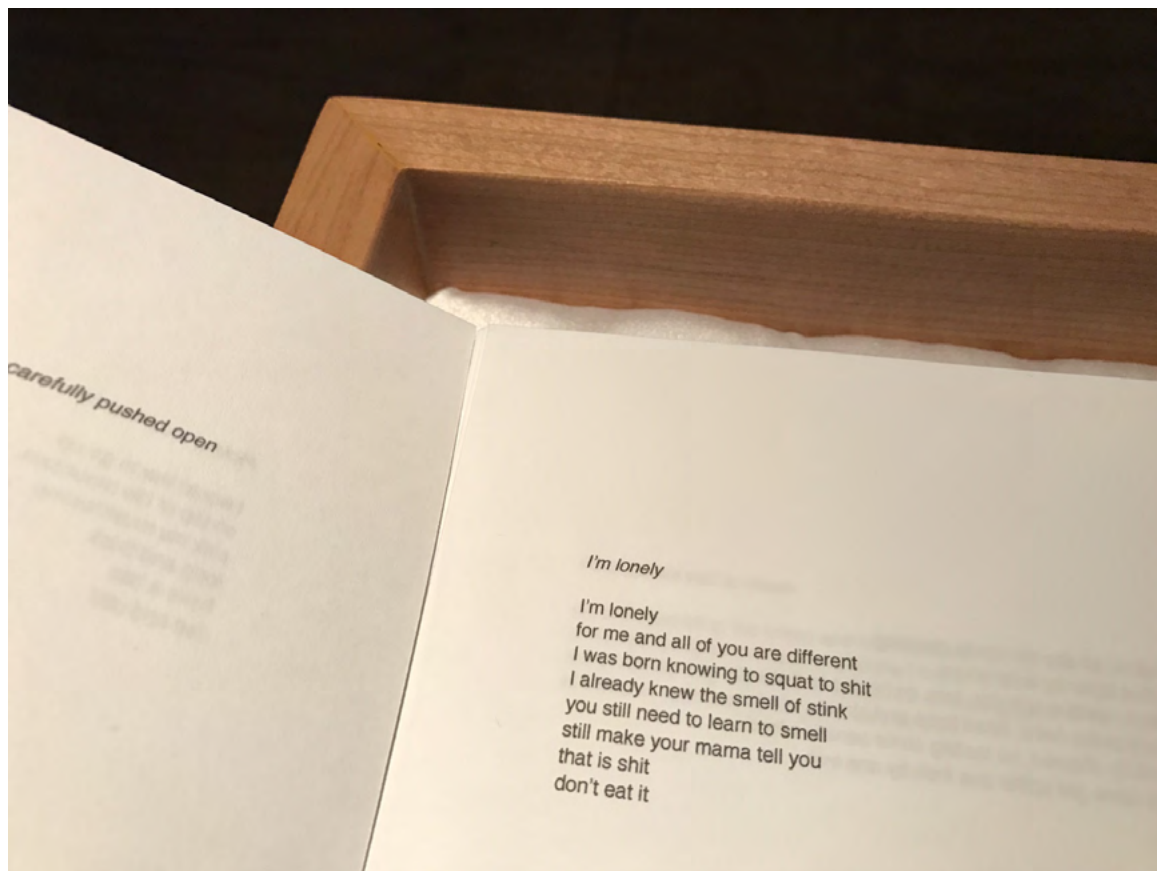 carefully pushed open
I'm lonely
I'm lonely
for me and all of you are different
I was born knowing to squat to shit
I already knew the smell of stink
you still need to learn to smell
still make your mama tell you
that is shit
don't eat it